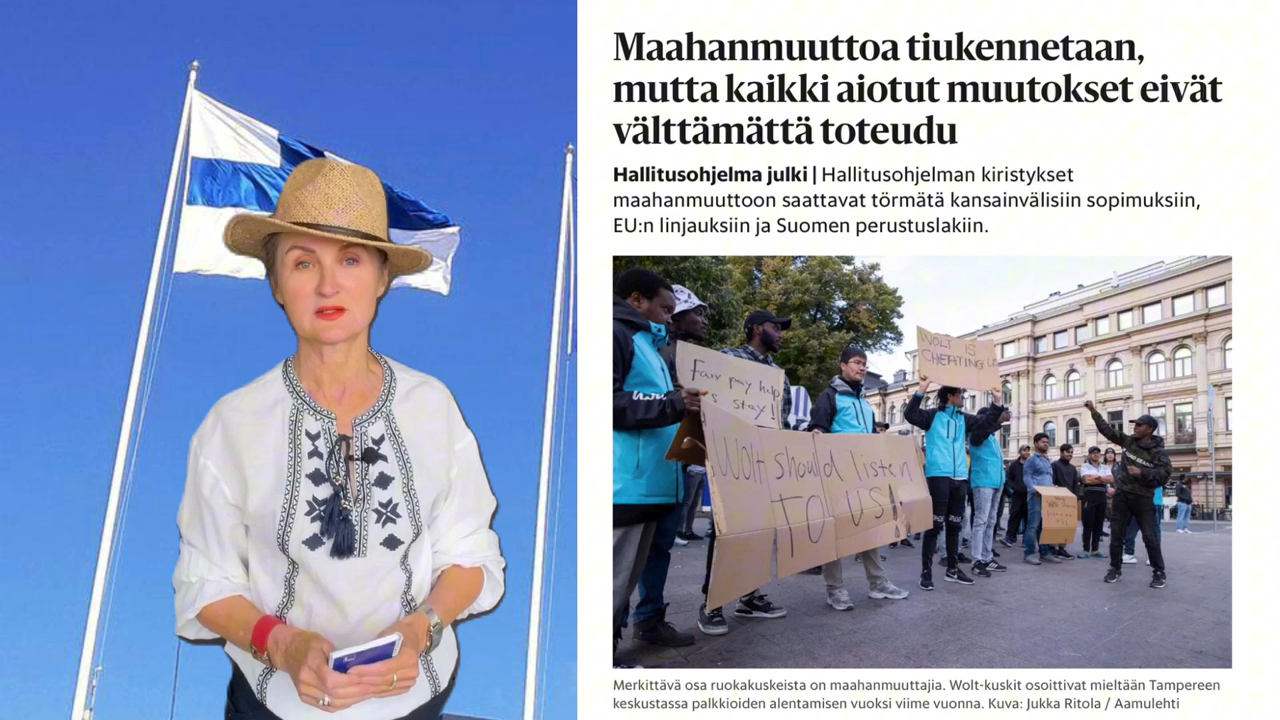 Maahanmuuttoa tiukennetaan,
mutta kaikki aiotut muutokset eivät
välttämättä toteudu
Hallitusohjelma julki | Hallitusohjelman kiristykset
maahanmuuttoon saattavat törmätä kansainvälisiin sopimuksiin,
EU:n linjauksiin ja Suomen perustuslakiin.
WOLT IS
CHEATING
Fair pay help
s stay!
Wolt should listen
TO US!
Merkittävä osa ruokakuskeista on maahanmuuttajia. Wolt-kuskit osoittivat mieltään Tampereen
keskustassa palkkioiden alentamisen vuoksi viime vuonna. Kuva: Jukka Ritola / Aamulehti